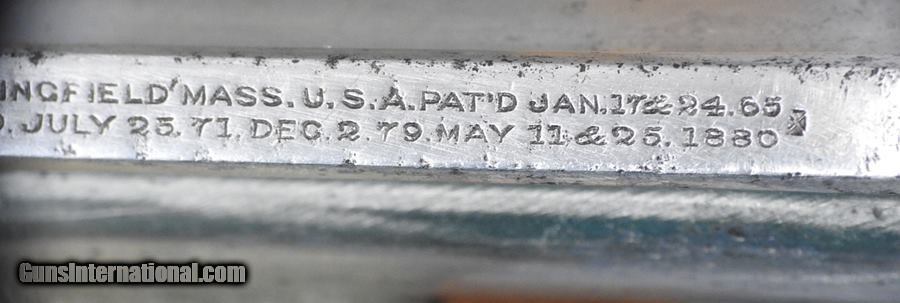 INGFIELD MASS. U.S.A. PAT'D JAN. 17 & 24. 65
JULY 25. 71. DEC. 2. 79. MAY 11 & 25. 1880
GunsInternational.com